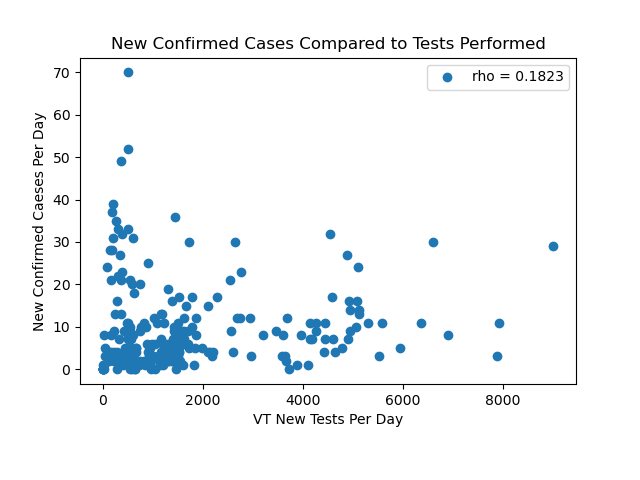 New Confirmed Cases Compared to Tests Performed
rho = 0.1823
New Confirmed Caeses Per Day
70
60
50
40
30
20
10
0
0 2000 4000 6000 8000
VT New Tests Per Day